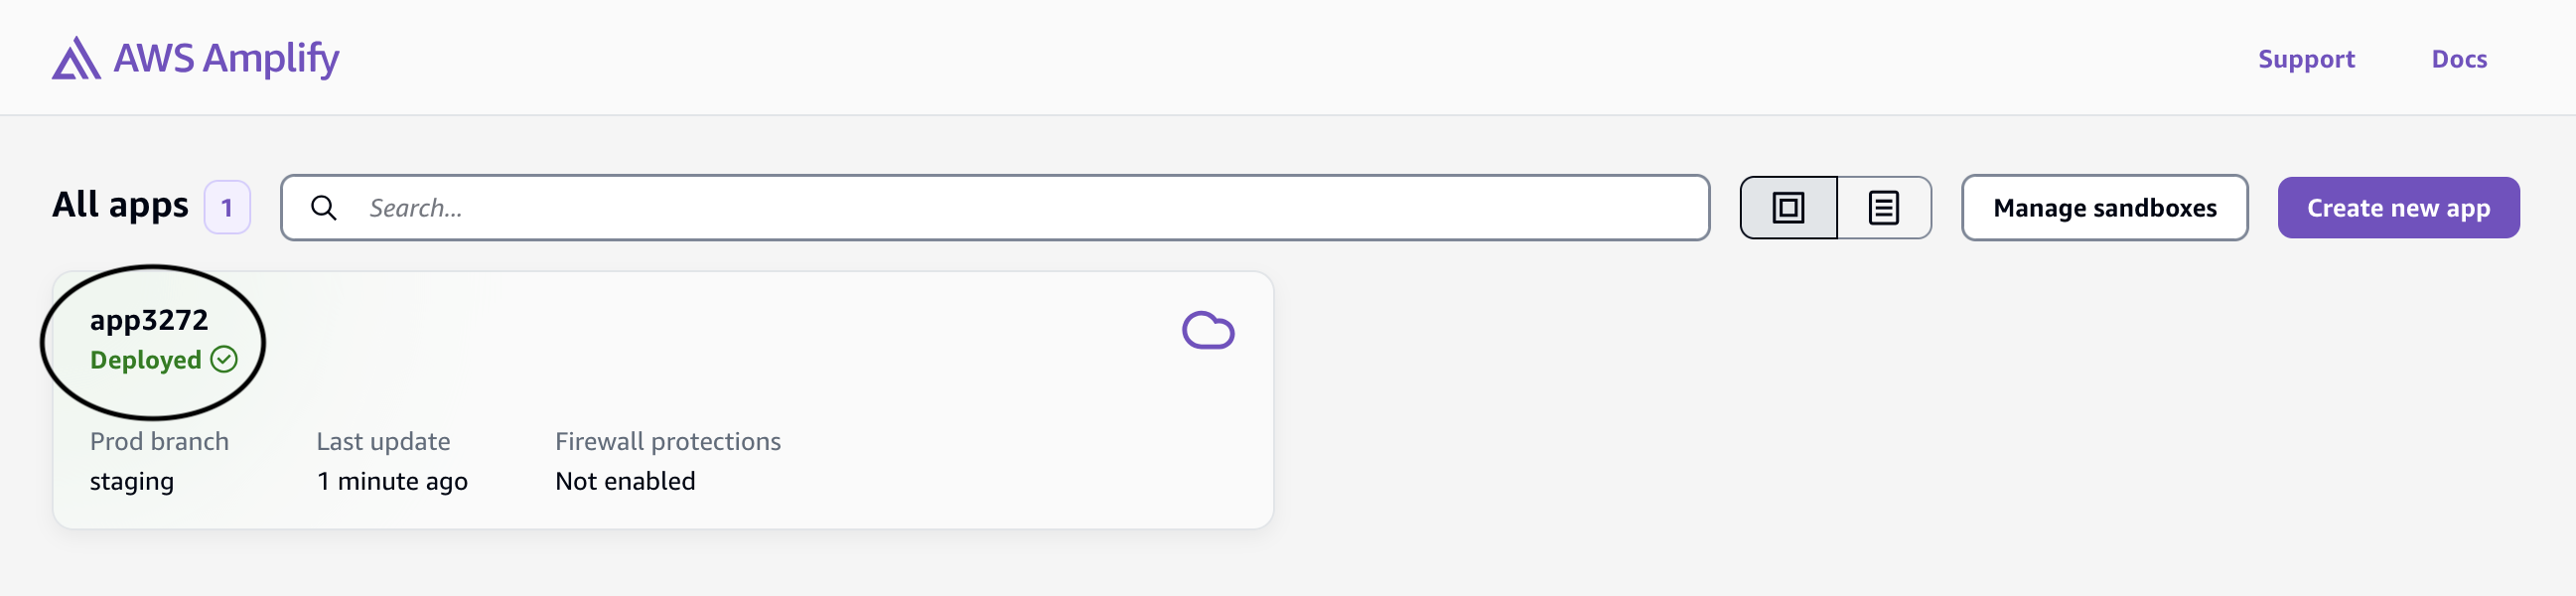 AWS Amplify
Support Docs
All apps 1 Search... Manage sandboxes Create new app
app3272
Deployed
Prod branch Last update Firewall protections
staging 1 minute ago Not enabled